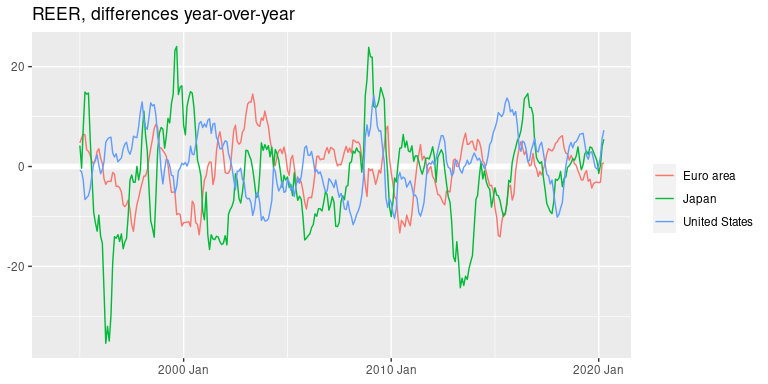 REER, differences year-over-year
20
0
-20
2000 Jan
2010 Jan
2020 Jan
Euro area
Japan
United States